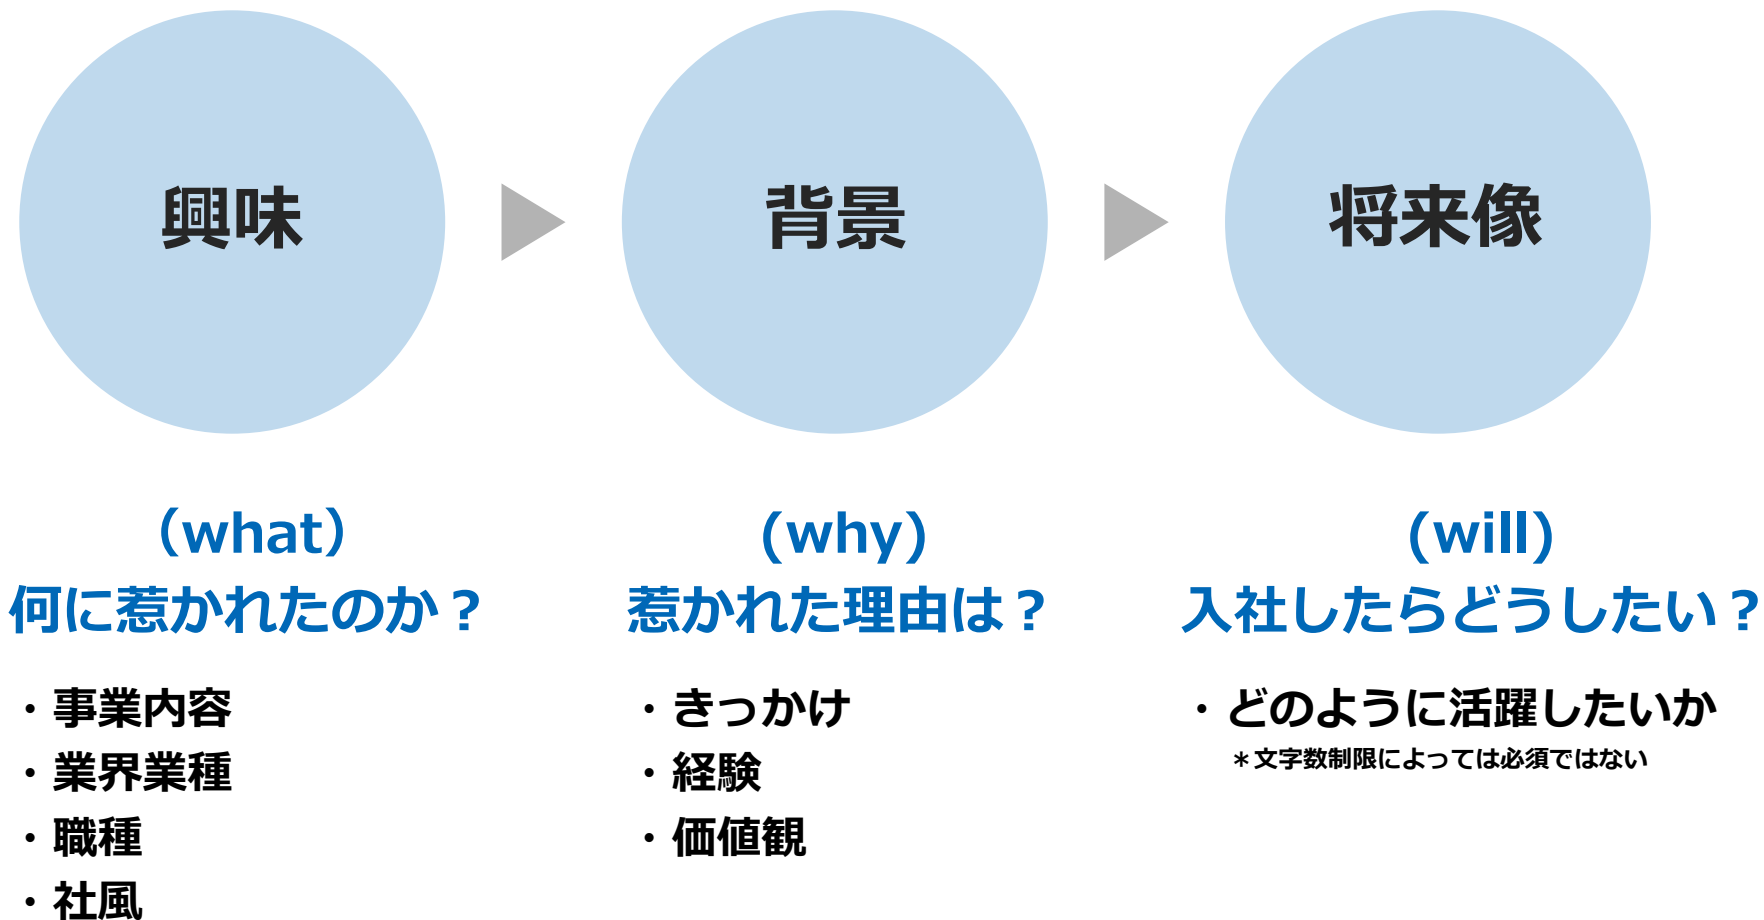 興味
背景
将来像
（what）
何に惹かれたのか？
・事業内容
・業界業種
・職種
・社風
(why)
惹かれた理由は？
・きっかけ
・経験
・価値観
(will)
入社したらどうしたい？
・どのように活躍したいか
＊文字数制限によっては必須ではない